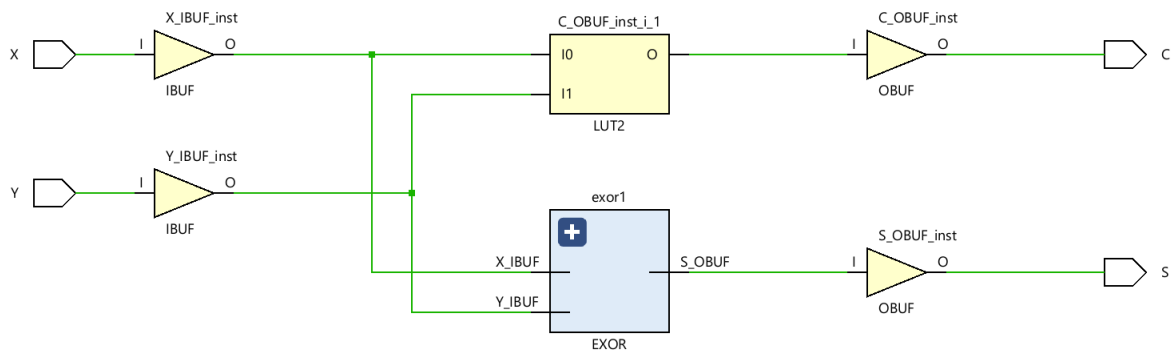 X_IBUF_inst
X
I
O
IBUF
C_OBUF_inst_i_1
I0
O
I1
LUT2
C_OBUF_inst
I
O
C
OBUF
Y_IBUF_inst
Y
I
O
IBUF
exor1
X_IBUF
S_OBUF
Y_IBUF
EXOR
S_OBUF_inst
I
O
S
OBUF